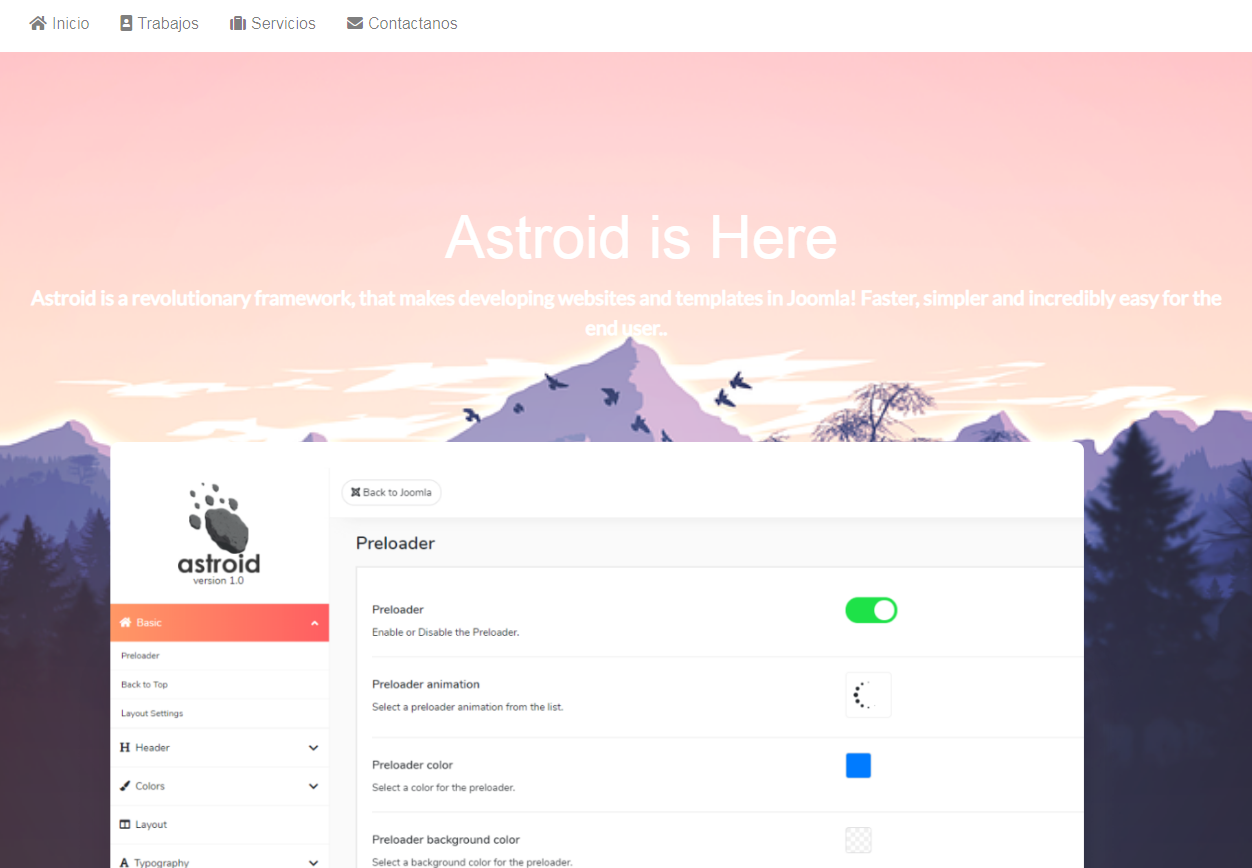 Inicio Trabajos Servicios Contactanos
Astroid is Here
Astroid is a revolutionary framework, that makes developing websites and templates in Joomla! Faster, simpler and incredibly easy for the
end user..
astroid
version 1.0
Basic
Preloader
Back to Top
Layout Settings
Header
Colors
Layout
Typography
Back to Joomla
Preloader
Preloader
Enable or Disable the Preloader.
Preloader animation
Select a preloader animation from the list.
Preloader color
Select a color for the preloader.
Preloader background color
Select a background color for the preloader.